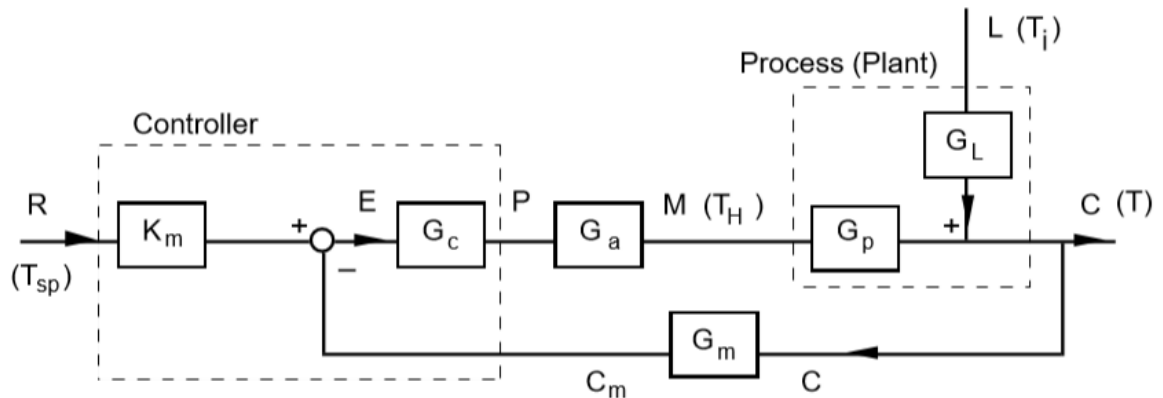 L (T_i)
Process (Plant)
Controller
G_L
R
E
P
M (T_H)
C (T)
K_m
+
G_c
G_a
G_p
+
(T_sp)
–
G_m
C_m
C